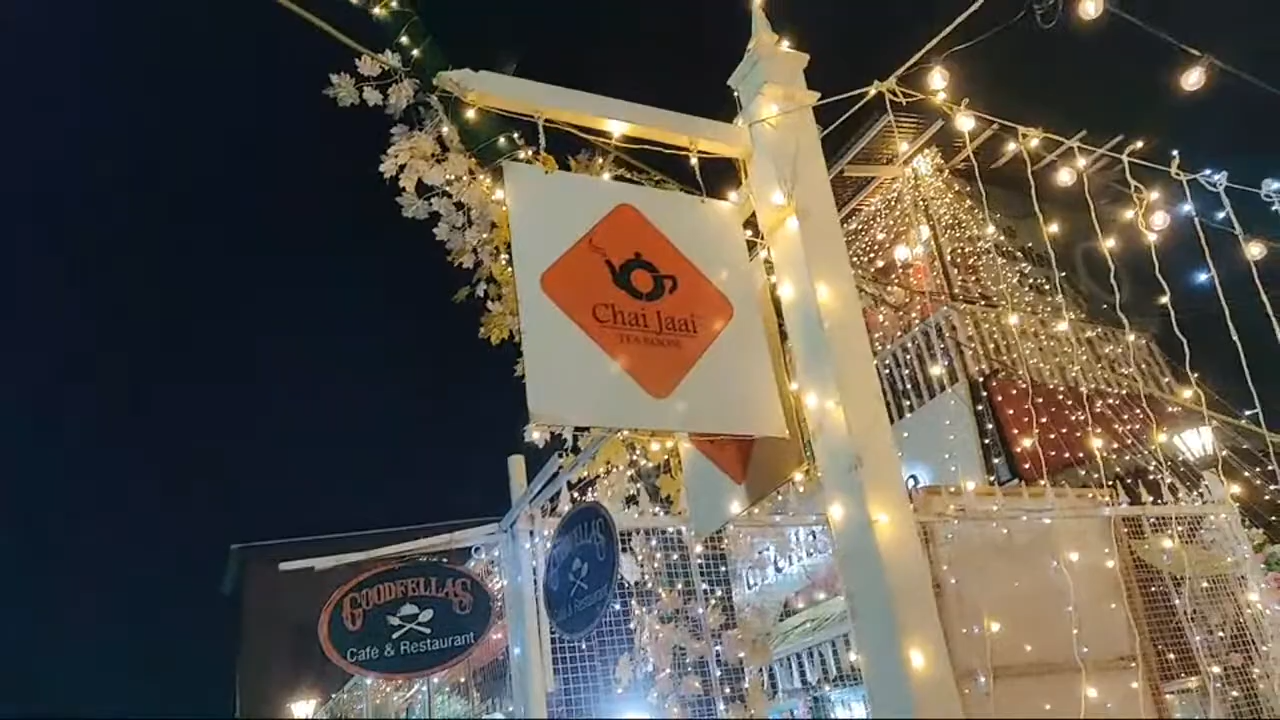 Chai Jaai
TEA ROOM
GOODFELLAS
Café & Restaurant
GOODFELLAS
Café & Restaurant